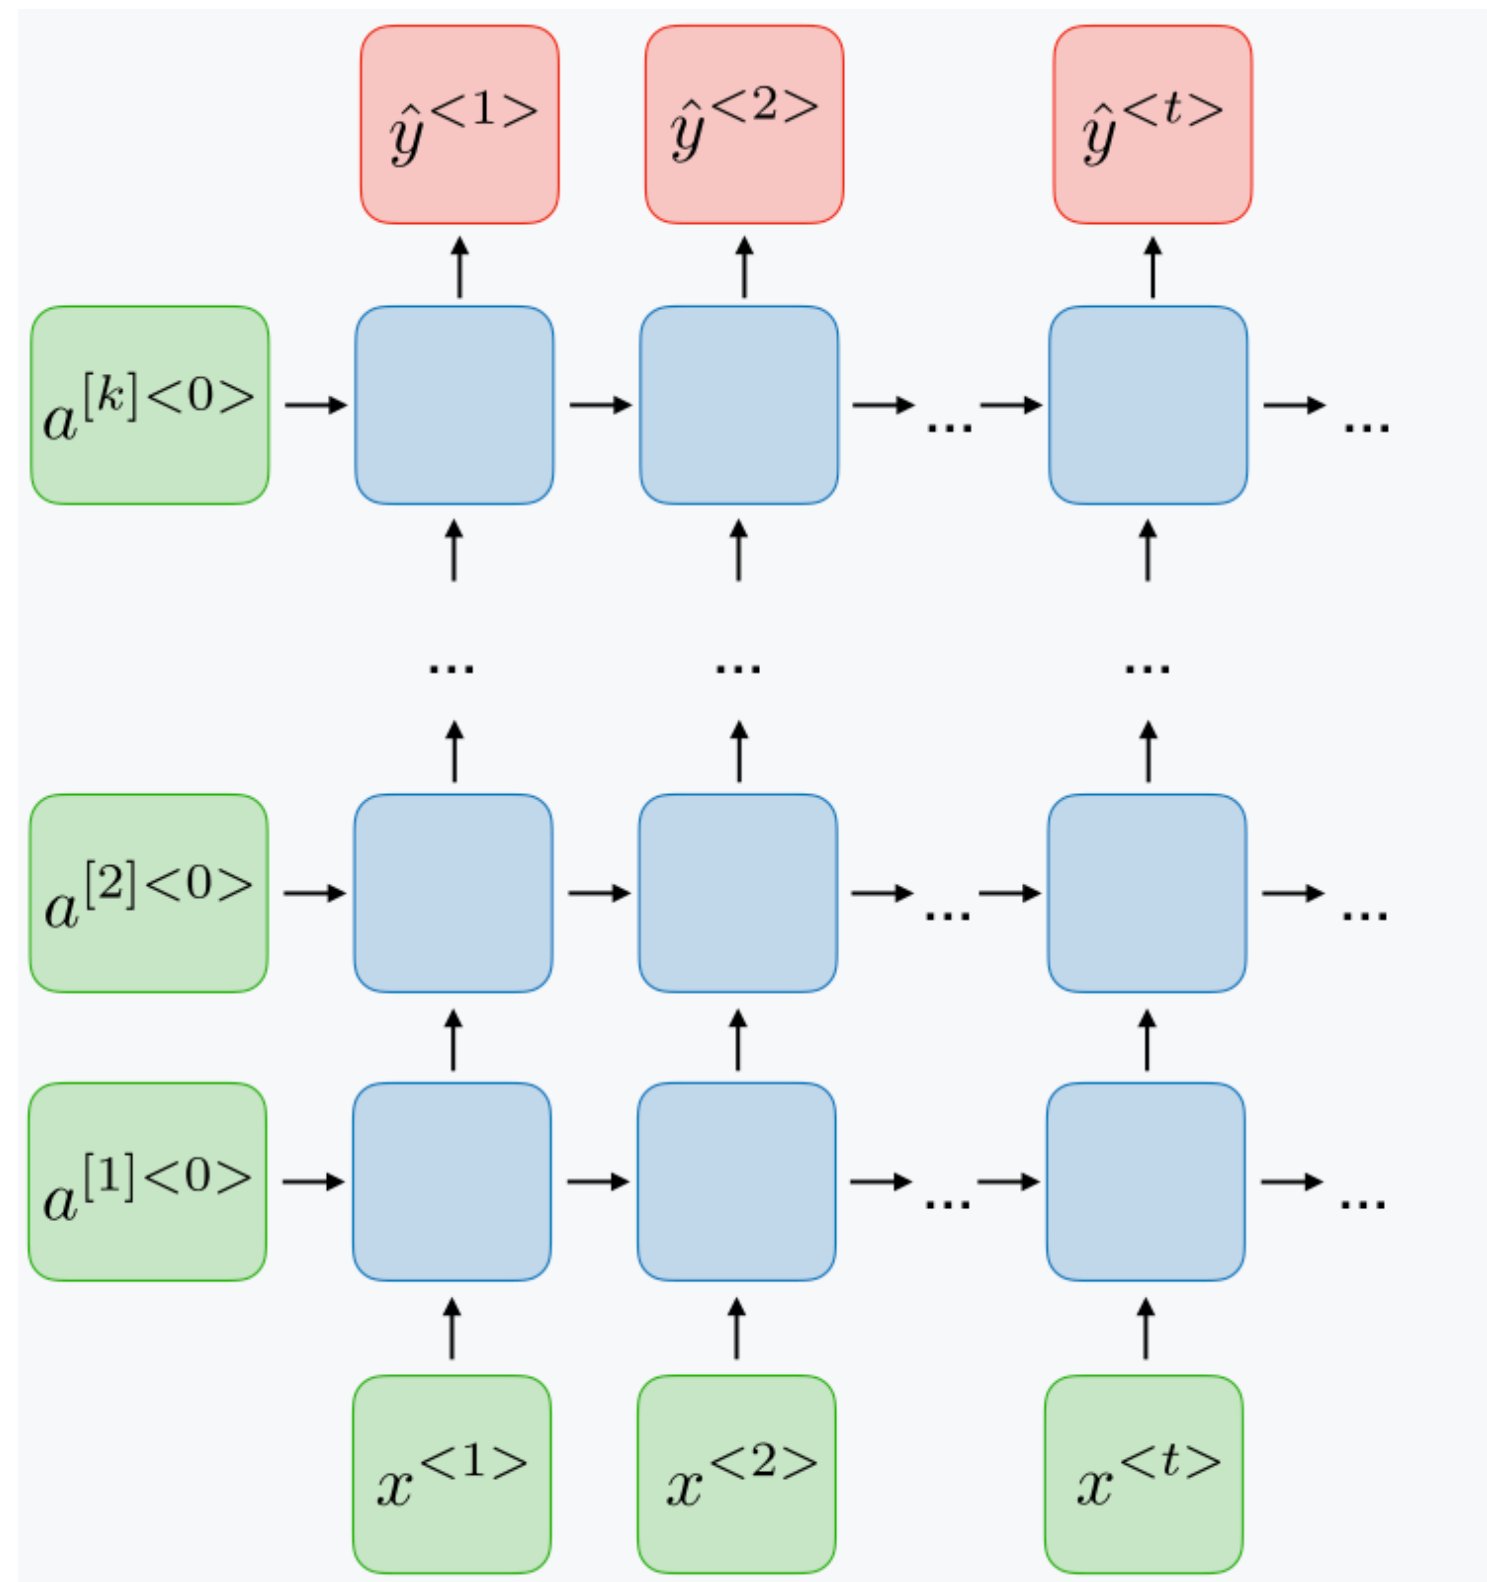 ŷ<1> ŷ<2> ŷ<t>
a[k]<0> ... ...
... ... ...
a[2]<0> ... ...
a[1]<0> ... ...
x<1> x<2> x<t>